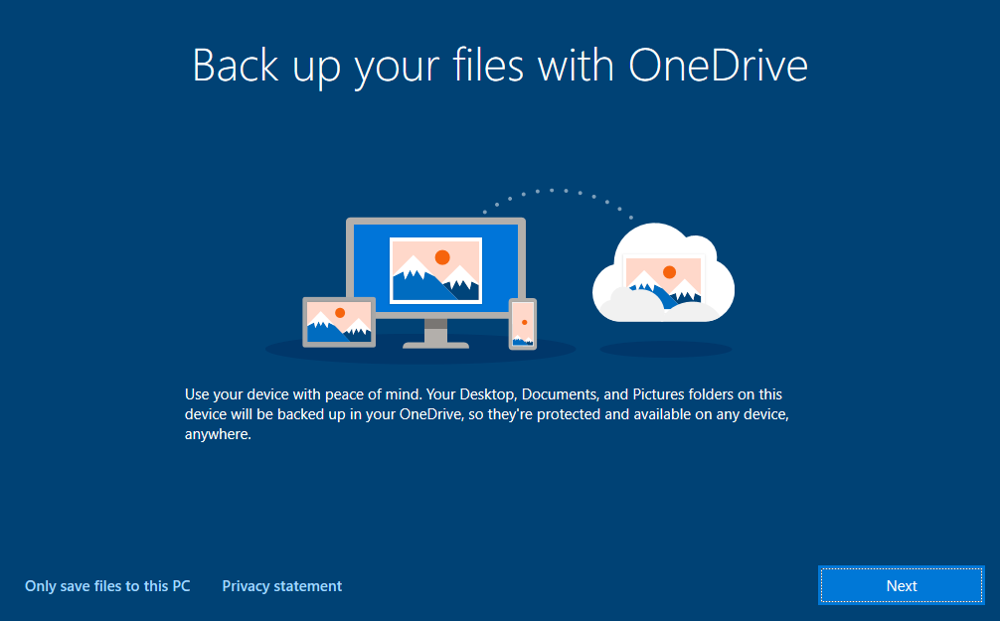 Back up your files with OneDrive
Use your device with peace of mind. Your Desktop, Documents, and Pictures folders on this
device will be backed up in your OneDrive, so they're protected and available on any device,
anywhere.
Only save files to this PC
Privacy statement
Next